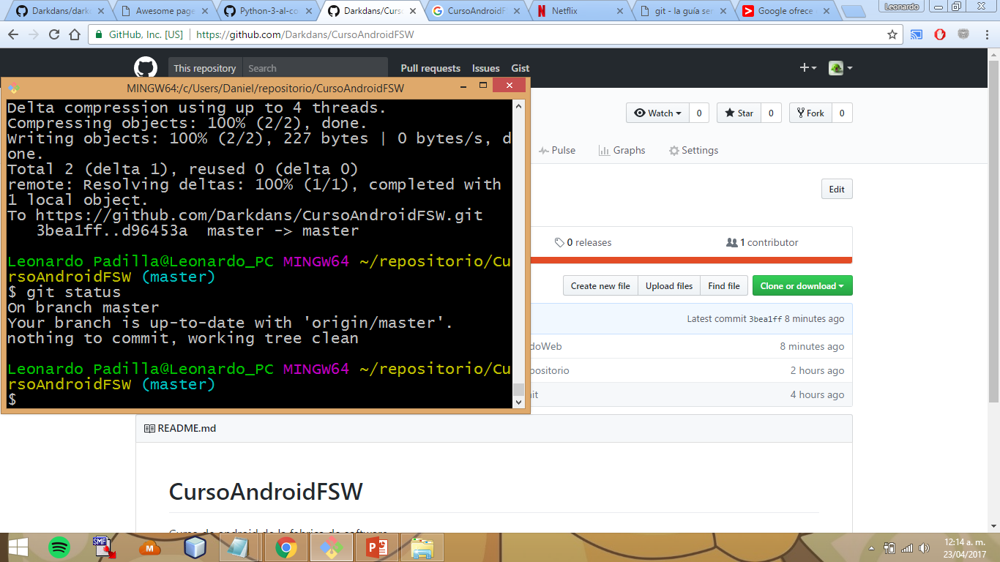 Darkdans/dark
Awesome page
Python-3-al-co
Darkdans/Curs
CursoAndroidF
Netflix
git - la guía sen
Google ofrece
Leonardo
GitHub, Inc. [US]
https://github.com/Darkdans/CursoAndroidFSW
This repository
Search
Pull requests
Issues
Gist
MINGW64:/c/Users/Daniel/repositorio/CursoAndroidFSW
Delta compression using up to 4 threads.
Compressing objects: 100% (2/2), done.
Writing objects: 100% (2/2), 227 bytes | 0 bytes/s, d
one.
Total 2 (delta 1), reused 0 (delta 0)
remote: Resolving deltas: 100% (1/1), completed with
1 local object.
To https://github.com/Darkdans/CursoAndroidFSW.git
3bea1ff..d96453a master -> master
Leonardo Padilla@Leonardo_PC MINGW64 ~/repositorio/Cu
rsoAndroidFSW (master)
$ git status
On branch master
Your branch is up-to-date with 'origin/master'.
nothing to commit, working tree clean
Leonardo Padilla@Leonardo_PC MINGW64 ~/repositorio/Cu
rsoAndroidFSW (master)
$
Watch 0
Star 0
Fork 0
Pulse
Graphs
Settings
Edit
0 releases
1 contributor
Create new file
Upload files
Find file
Clone or download
Latest commit 3bea1ff 8 minutes ago
doWeb
8 minutes ago
positorio
2 hours ago
it
4 hours ago
README.md
CursoAndroidFSW
Curso de android de la fabrica de software
SMF
M
P
12:14 a. m.
23/04/2017